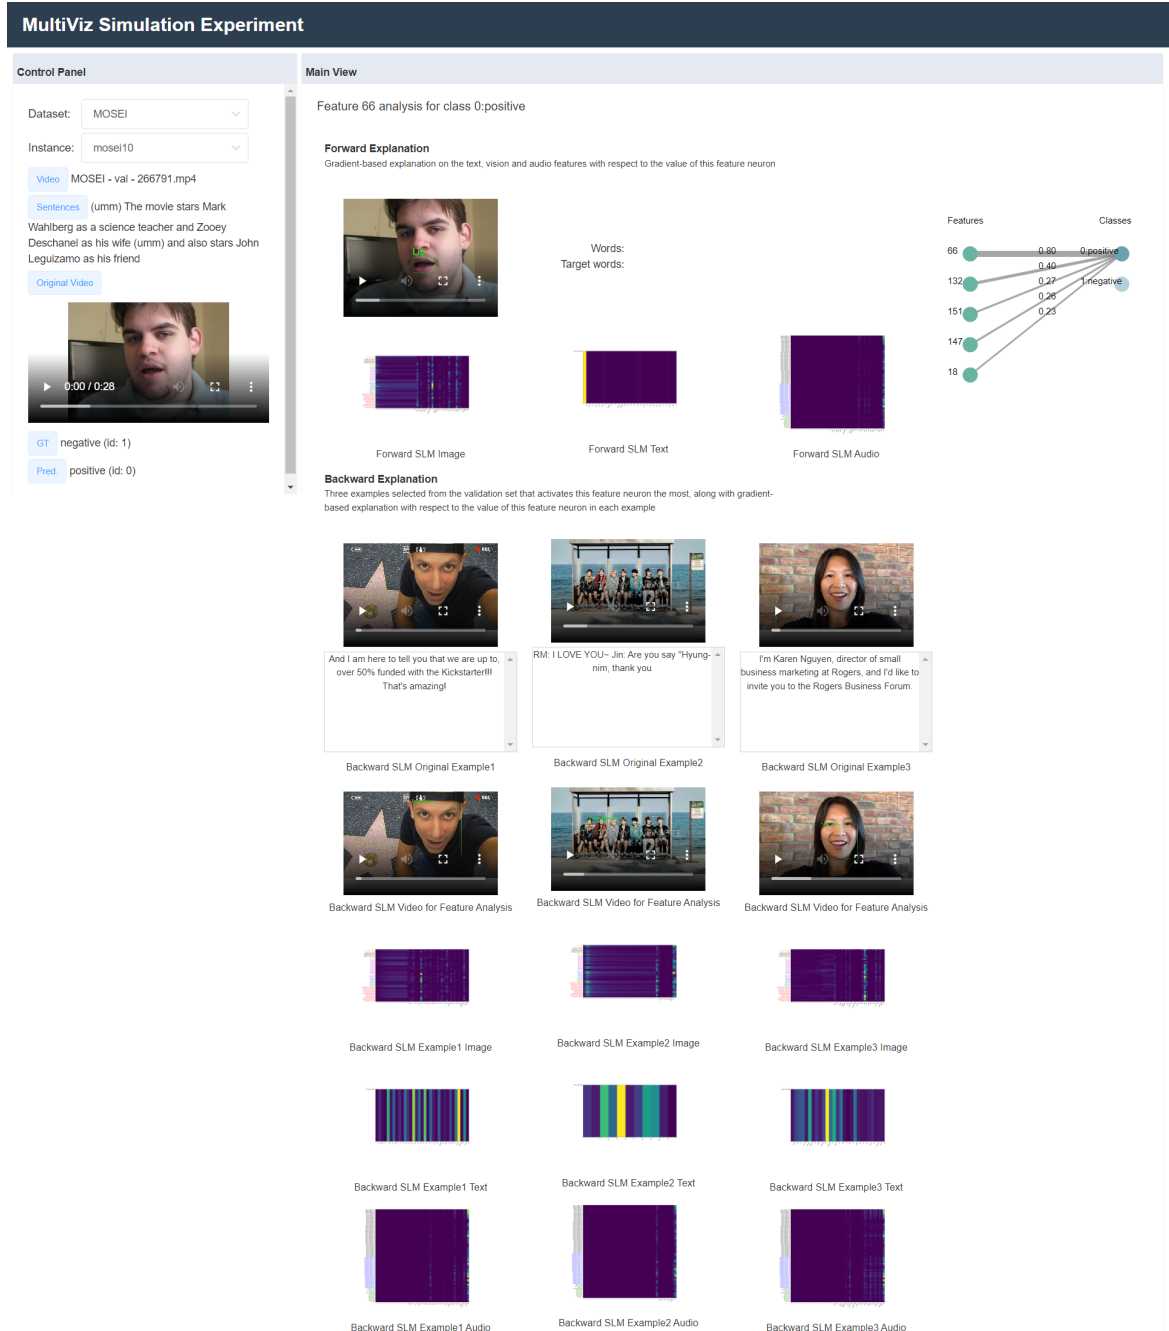 MultiViz Simulation Experiment
Control Panel
Main View
Dataset: MOSEI
Instance: mosei10
Video MOSEI - val - 266791.mp4
Sentences (umm) The movie stars Mark
Wahlberg as a science teacher and Zooey
Deschanel as his wife (umm) and also stars John
Leguizamo as his friend
Original Video
0:00 / 0:28
GT negative (id: 1)
Pred. positive (id: 0)
Feature 66 analysis for class 0:positive
Forward Explanation
Gradient-based explanation on the text, vision and audio features with respect to the value of this feature neuron
Words:
Target words:
Forward SLM Image
Forward SLM Text
Forward SLM Audio
Features Classes
66 0.80 0:positive
0.40
132 0.27 1:negative
0.26
151 0.23
147
18
Backward Explanation
Three examples selected from the validation set that activates this feature neuron the most, along with gradient-
based explanation with respect to the value of this feature neuron in each example
REC
And I am here to tell you that we are up to,
over 50% funded with the Kickstarter!!!
That's amazing!
RM: I LOVE YOU~ Jin: Are you say "Hyung-
nim, thank you
I'm Karen Nguyen, director of small
business marketing at Rogers, and I'd like to
invite you to the Rogers Business Forum.
Backward SLM Original Example1
Backward SLM Original Example2
Backward SLM Original Example3
REC
Backward SLM Video for Feature Analysis
Backward SLM Video for Feature Analysis
Backward SLM Video for Feature Analysis
Backward SLM Example1 Image
Backward SLM Example2 Image
Backward SLM Example3 Image
Backward SLM Example1 Text
Backward SLM Example2 Text
Backward SLM Example3 Text
Backward SLM Example1 Audio
Backward SLM Example2 Audio
Backward SLM Example3 Audio